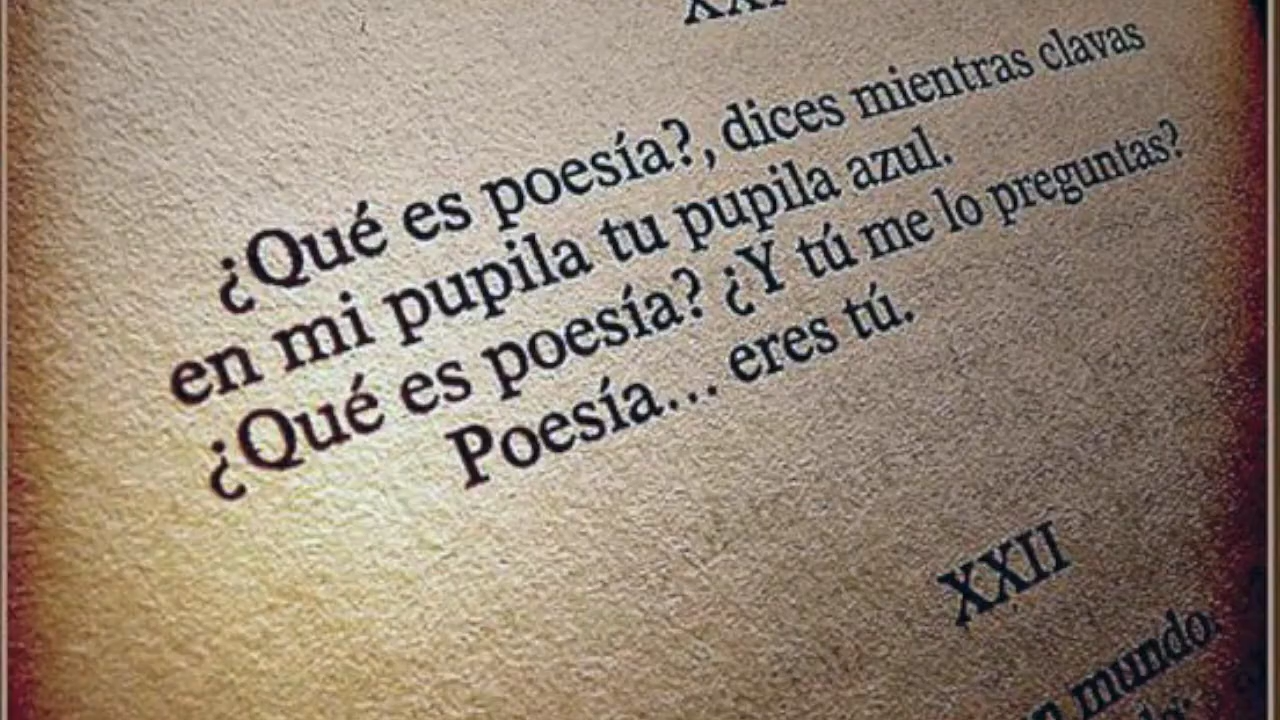 ¿Qué es poesía?, dices mientras clavas
en mi pupila tu pupila azul.
¿Qué es poesía? ¿Y tú me lo preguntas?
Poesía... eres tú.
XXII
mundo,